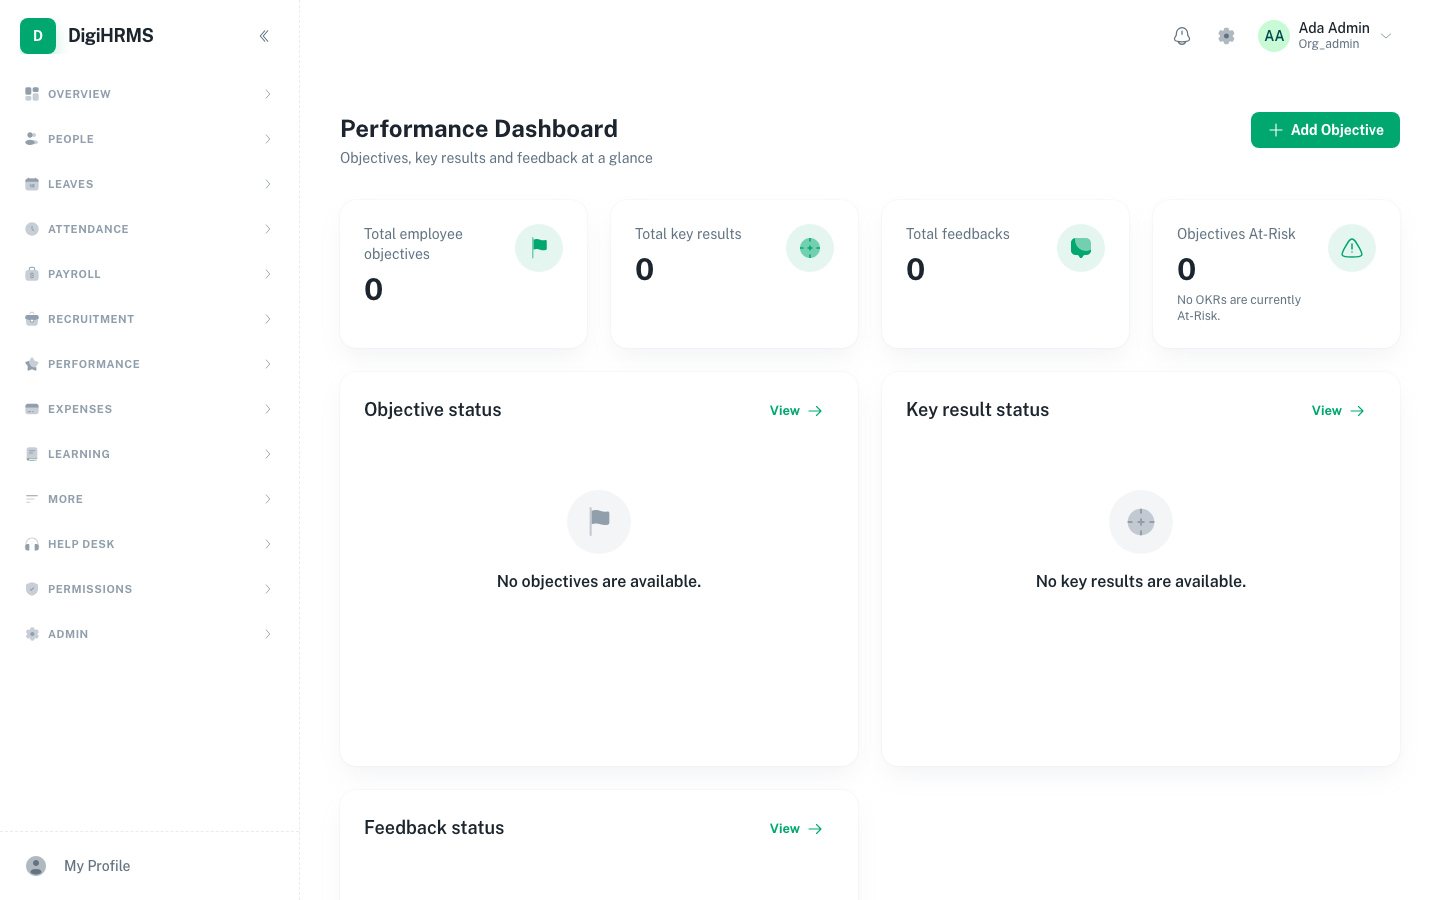 D DigiHRMS
OVERVIEW
PEOPLE
LEAVES
ATTENDANCE
PAYROLL
RECRUITMENT
PERFORMANCE
EXPENSES
LEARNING
MORE
HELP DESK
PERMISSIONS
ADMIN
My Profile
AA
Ada Admin
Org_admin
Performance Dashboard
Objectives, key results and feedback at a glance
Add Objective
Total employee
objectives
0
Total key results
0
Total feedbacks
0
Objectives At-Risk
0
No OKRs are currently
At-Risk.
Objective status
View
No objectives are available.
Key result status
View
No key results are available.
Feedback status
View